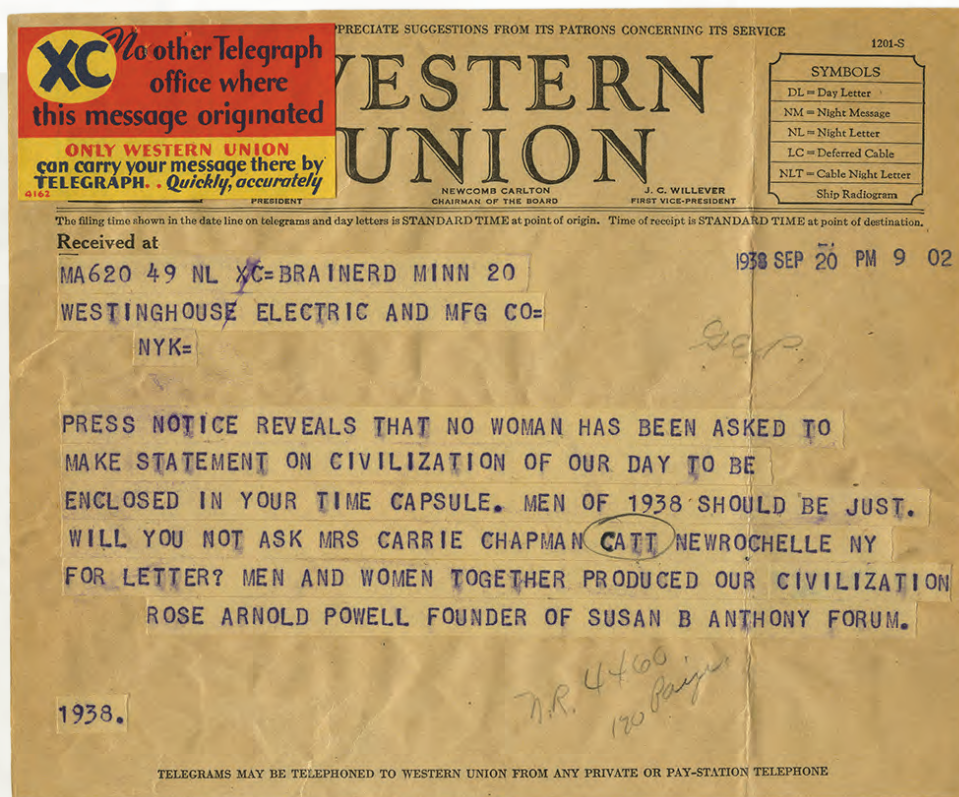 PPRECIATE SUGGESTIONS FROM ITS PATRONS CONCERNING ITS SERVICE
1201-S
XC
No other Telegraph
office where
this message originated
ONLY WESTERN UNION
can carry your message there by
TELEGRAPH.. Quickly, accurately
4162
WESTERN
UNION
SYMBOLS
DL = Day Letter
NM = Night Message
NL = Night Letter
LC = Deferred Cable
NLT = Cable Night Letter
Ship Radiogram
PRESIDENT
NEWCOMB CARLTON
CHAIRMAN OF THE BOARD
J. C. WILLEVER
FIRST VICE-PRESIDENT
The filing time shown in the date line on telegrams and day letters is STANDARD TIME at point of origin. Time of receipt is STANDARD TIME at point of destination.
Received at
1938 SEP 20 PM 9 02
MA620 49 NL XC=BRAINERD MINN 20
WESTINGHOUSE ELECTRIC AND MFG CO=
NYK=
PRESS NOTICE REVEALS THAT NO WOMAN HAS BEEN ASKED TO
MAKE STATEMENT ON CIVILIZATION OF OUR DAY TO BE
ENCLOSED IN YOUR TIME CAPSULE. MEN OF 1938 SHOULD BE JUST.
WILL YOU NOT ASK MRS CARRIE CHAPMAN CATT NEWROCHELLE NY
FOR LETTER? MEN AND WOMEN TOGETHER PRODUCED OUR CIVILIZATION
ROSE ARNOLD POWELL FOUNDER OF SUSAN B ANTHONY FORUM.
N.R. 4460
190 Paige
1938.
TELEGRAMS MAY BE TELEPHONED TO WESTERN UNION FROM ANY PRIVATE OR PAY-STATION TELEPHONE